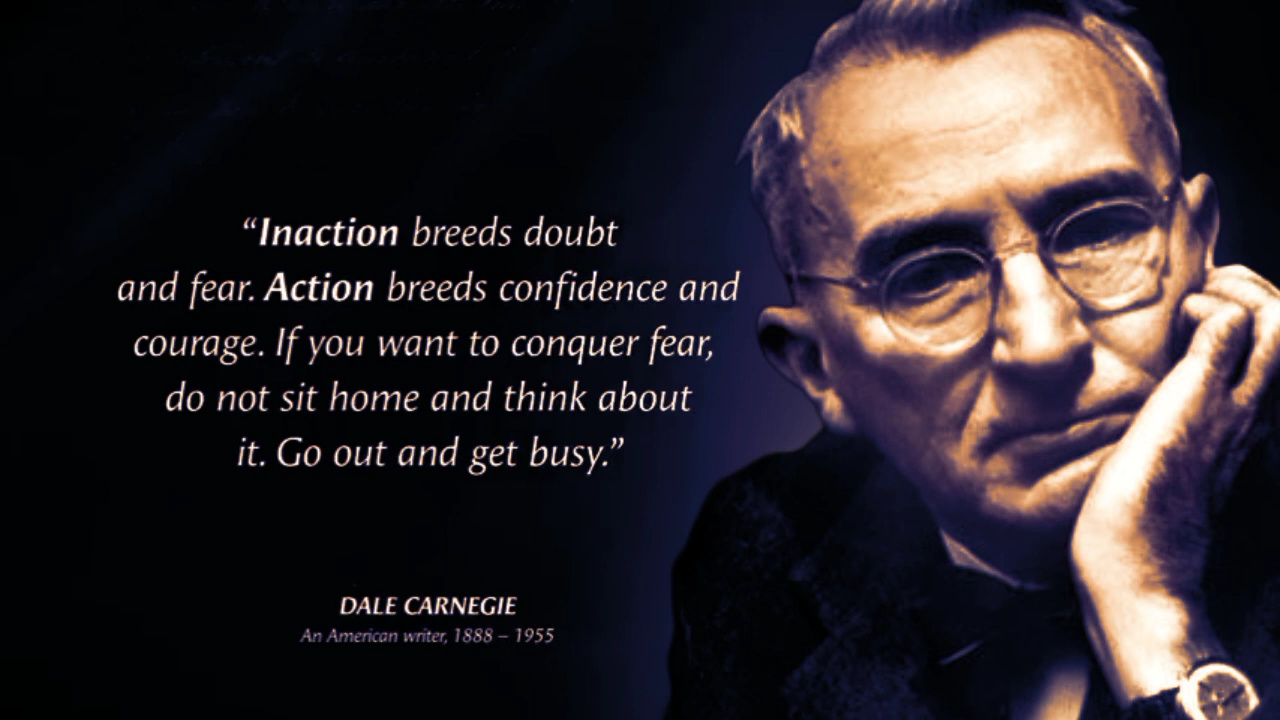 “Inaction breeds doubt
and fear. Action breeds confidence and
courage. If you want to conquer fear,
do not sit home and think about
it. Go out and get busy.”
DALE CARNEGIE
An American writer, 1888 – 1955